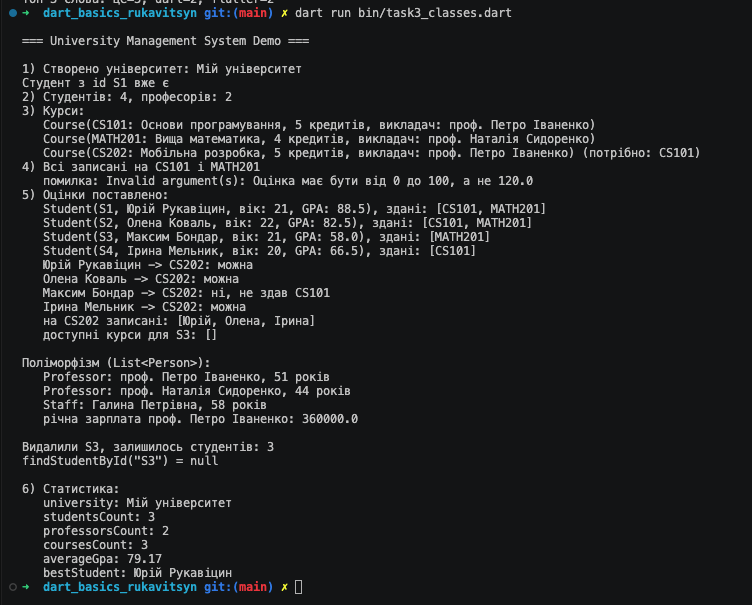 Топ 3 слова: це=3, dart=2, flutter=2
➜ dart_basics_rukavitsyn git:(main) ✗ dart run bin/task3_classes.dart
=== University Management System Demo ===
1) Створено університет: Мій університет
Студент з id S1 вже є
2) Студентів: 4, професорів: 2
3) Курси:
Course(CS101: Основи програмування, 5 кредитів, викладач: проф. Петро Іваненко)
Course(MATH201: Вища математика, 4 кредитів, викладач: проф. Наталія Сидоренко)
Course(CS202: Мобільна розробка, 5 кредитів, викладач: проф. Петро Іваненко) (потрібно: CS101)
4) Всі записані на CS101 і MATH201
помилка: Invalid argument(s): Оцінка має бути від 0 до 100, а не 120.0
5) Оцінки поставлено:
Student(S1, Юрій Рукавіцин, вік: 21, GPA: 88.5), здані: [CS101, MATH201]
Student(S2, Олена Коваль, вік: 22, GPA: 82.5), здані: [CS101, MATH201]
Student(S3, Максим Бондар, вік: 21, GPA: 58.0), здані: [MATH201]
Student(S4, Ірина Мельник, вік: 20, GPA: 66.5), здані: [CS101]
Юрій Рукавіцин -> CS202: можна
Олена Коваль -> CS202: можна
Максим Бондар -> CS202: ні, не здав CS101
Ірина Мельник -> CS202: можна
на CS202 записані: [Юрій, Олена, Ірина]
доступні курси для S3: []
Поліморфізм (List<Person>):
Professor: проф. Петро Іваненко, 51 років
Professor: проф. Наталія Сидоренко, 44 років
Staff: Галина Петрівна, 58 років
річна зарплата проф. Петро Іваненко: 360000.0
Видалили S3, залишилось студентів: 3
findStudentById("S3") = null
6) Статистика:
university: Мій університет
studentsCount: 3
professorsCount: 2
coursesCount: 3
averageGpa: 79.17
bestStudent: Юрій Рукавіцин
➜ dart_basics_rukavitsyn git:(main) ✗